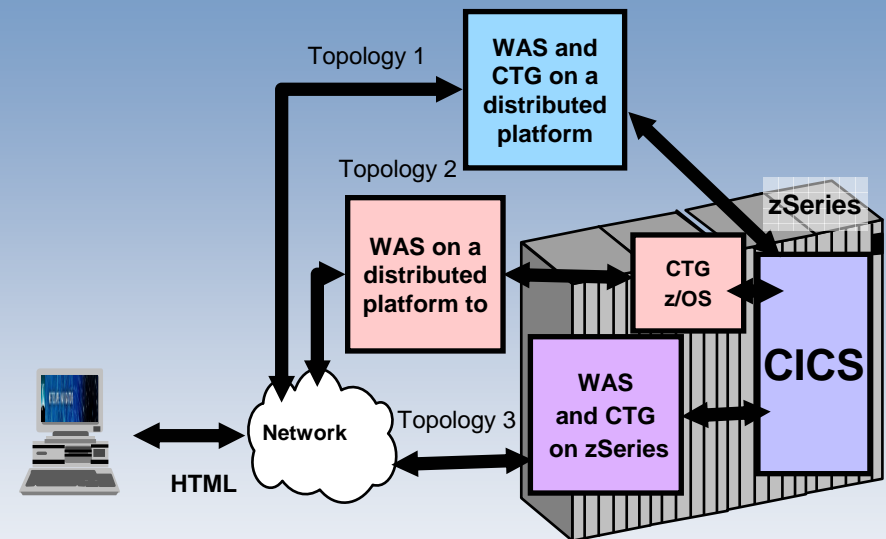 Topology 1
WAS and
CTG on a
distributed
platform
Topology 2
zSeries
WAS on a
distributed
platform to
CTG
z/OS
CICS
WAS
and CTG
on zSeries
Topology 3
Network
HTML